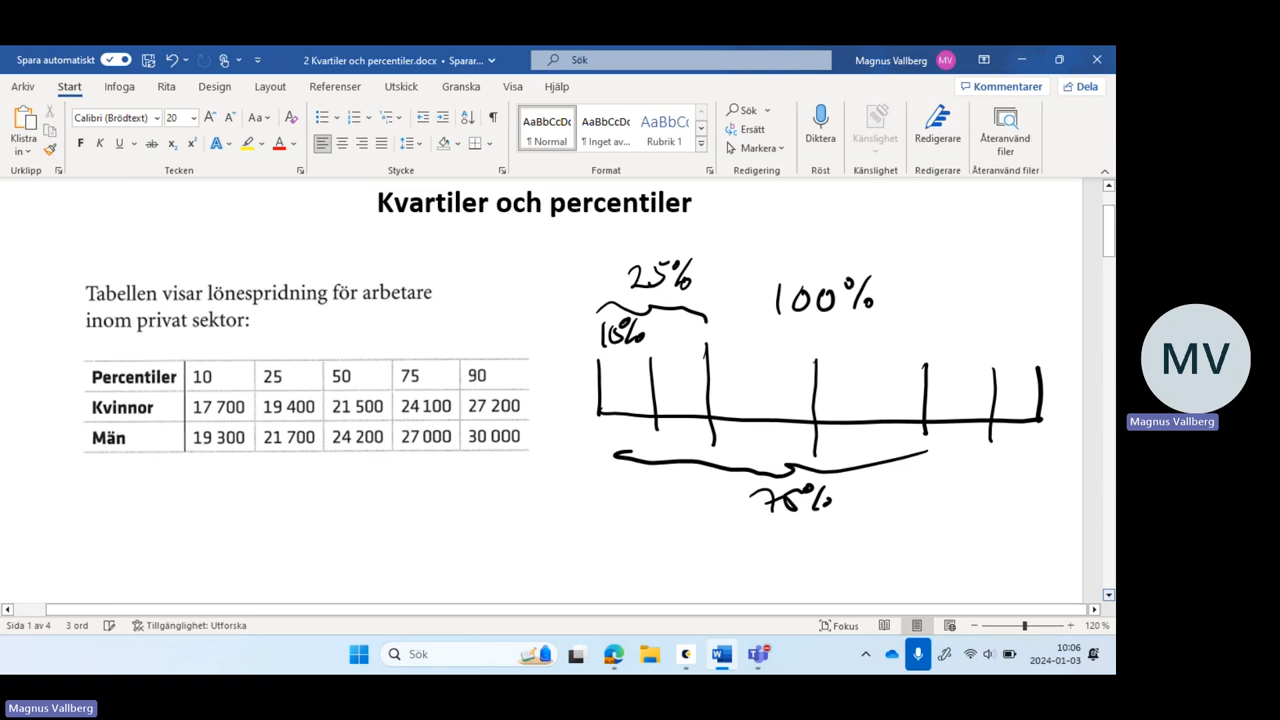 Spara automatiskt
2 Kvartiler och percentiler.docx • Sparar...
Sök
Magnus Vallberg
MV
Arkiv Start Infoga Rita Design Layout Referenser Utskick Granska Visa Hjälp
Kommentarer
Dela
Klistra in
Urklipp
Calibri (Brödtext) 20
F K U ab x₂ x²
Tecken
Stycke
AaBbCcDc AaBbCcDc AaBbCc
Normal Inget av... Rubrik 1
Format
Sök
Ersätt
Markera
Redigering
Diktera
Röst
Känslighet
Känslighet
Redigerare
Redigerare
Återanvänd filer
Återanvänd filer
Kvartiler och percentiler
Tabellen visar lönespridning för arbetare
inom privat sektor:
Percentiler 10 25 50 75 90
Kvinnor 17 700 19 400 21 500 24 100 27 200
Män 19 300 21 700 24 200 27 000 30 000
25%
100%
10%
75%
MV
Magnus Vallberg
Sida 1 av 4 3 ord Tillgänglighet: Utforska
Fokus
120 %
Sök
10:06
2024-01-03
Magnus Vallberg